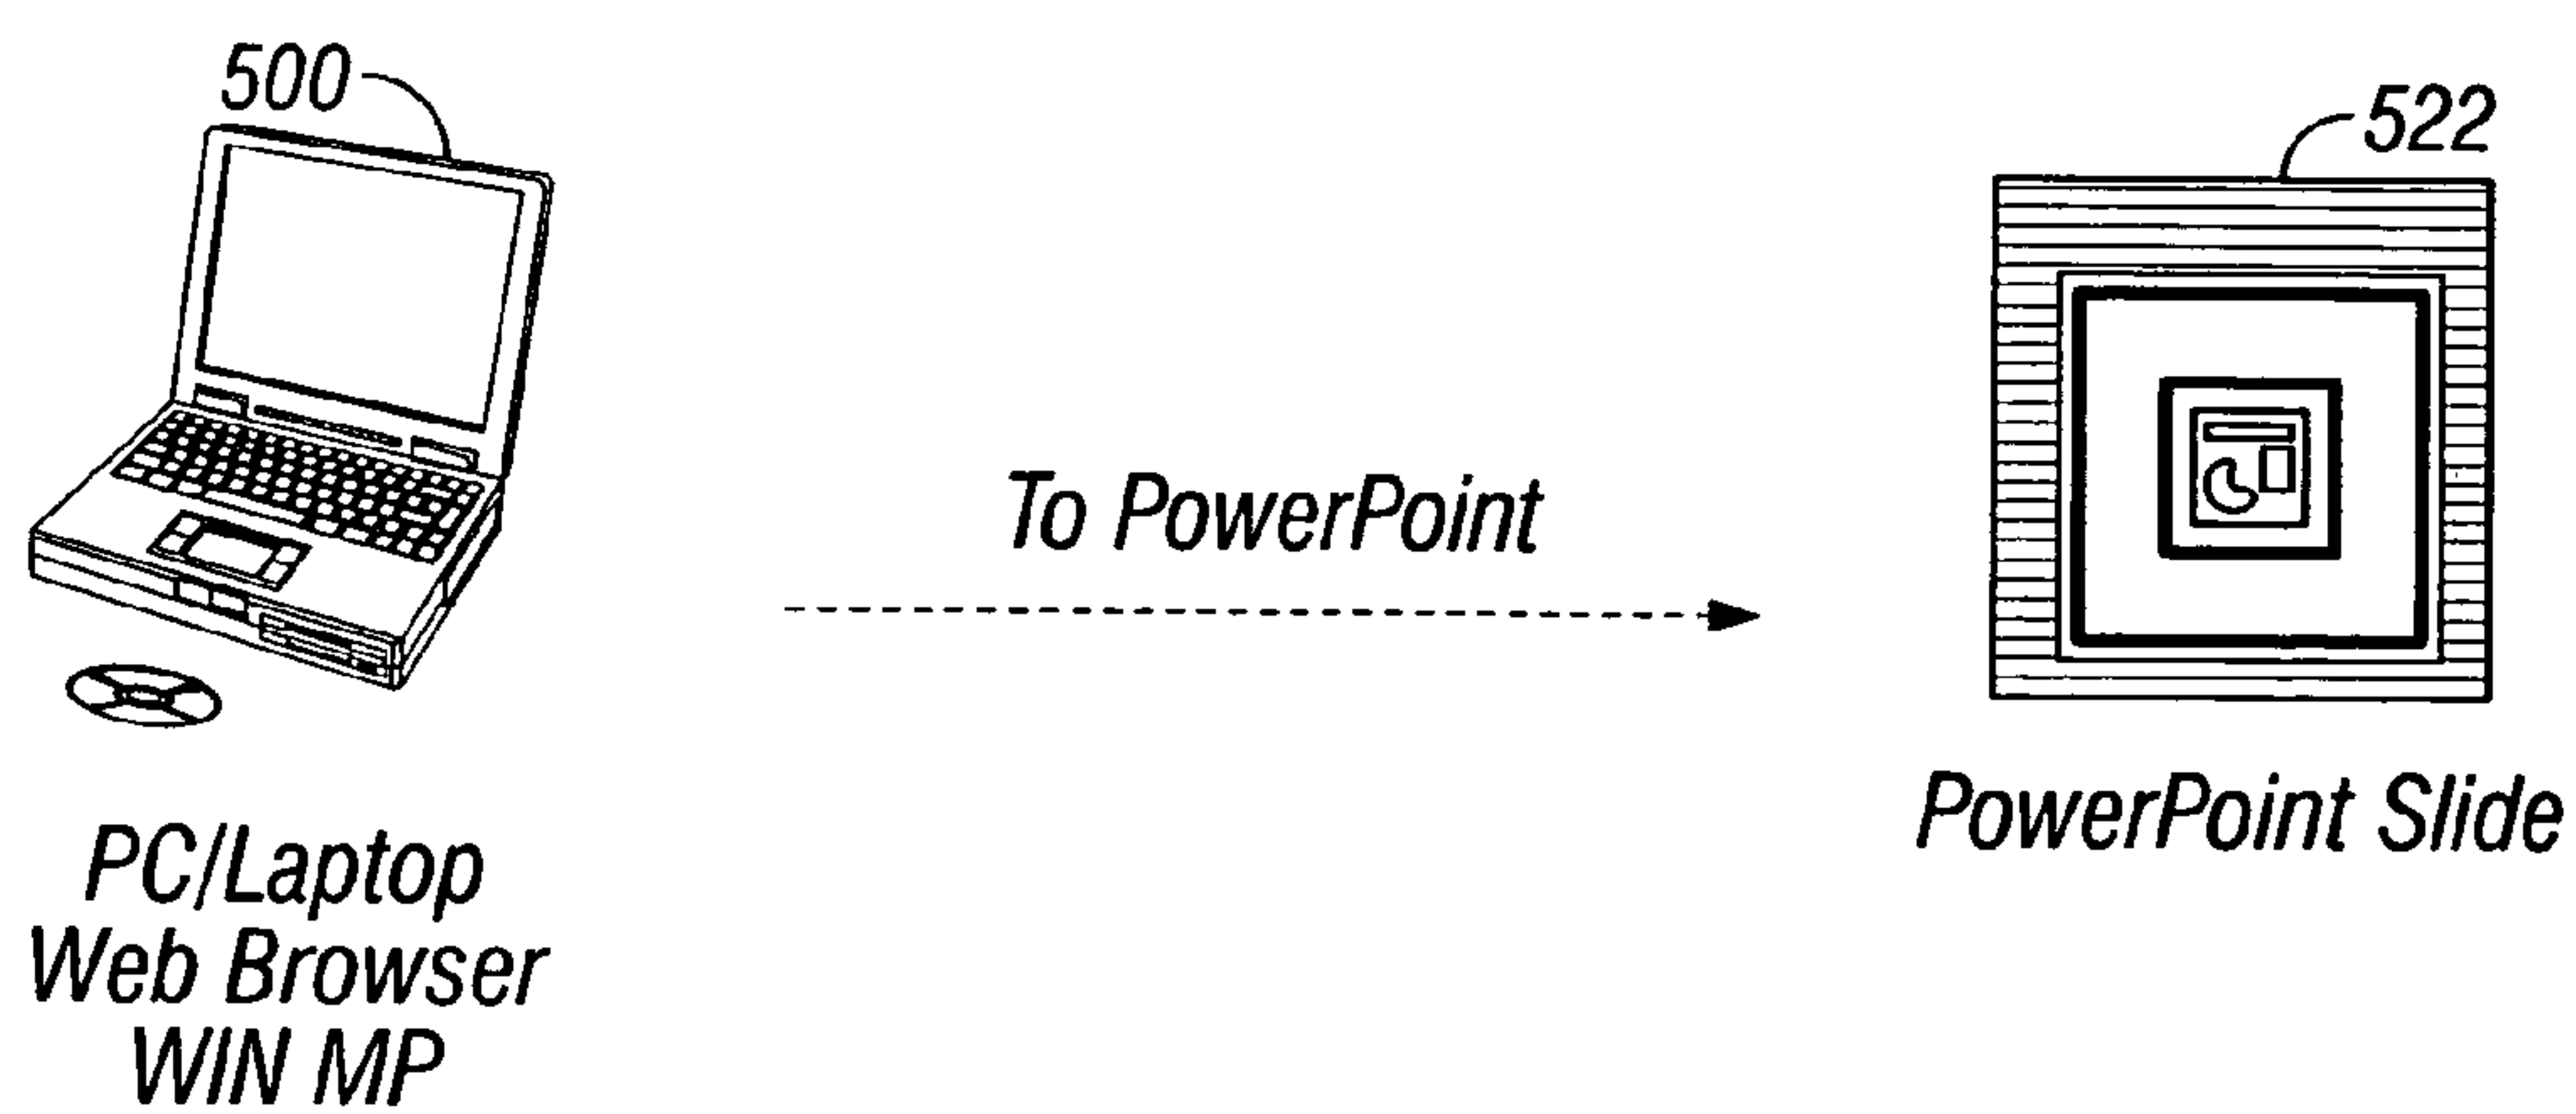 500
522
To PowerPoint
PowerPoint Slide
PC/Laptop
Web Browser
WIN MP